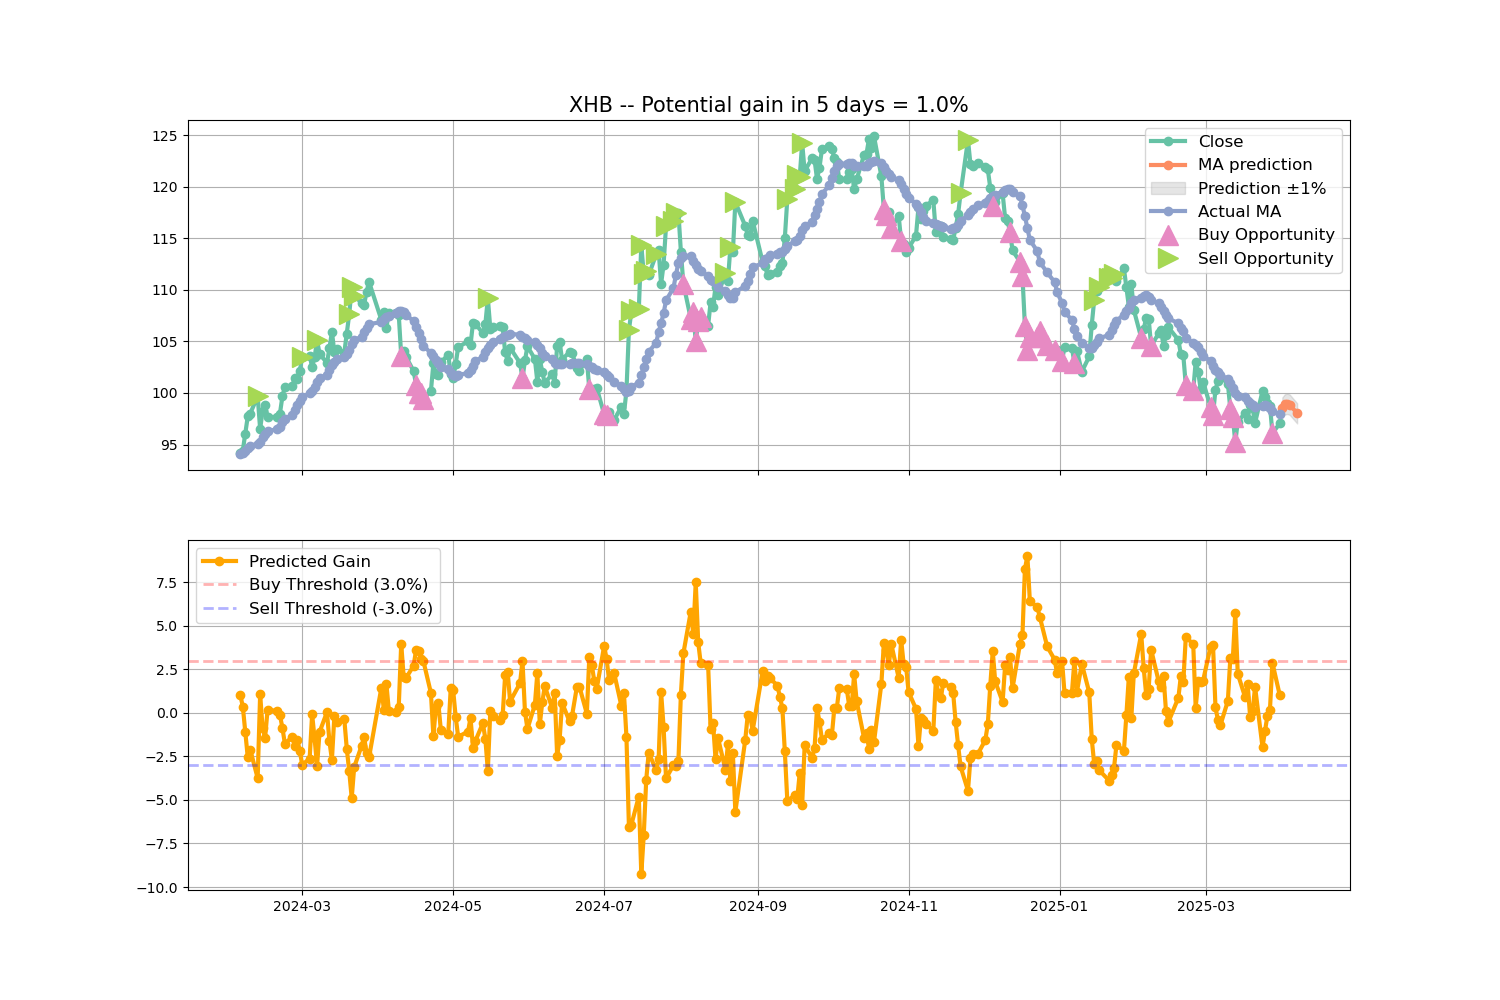 XHB -- Potential gain in 5 days = 1.0%
125
120
115
110
105
100
95
Close
MA prediction
Prediction ±1%
Actual MA
Buy Opportunity
Sell Opportunity
7.5
5.0
2.5
0.0
−2.5
−5.0
−7.5
−10.0
Predicted Gain
Buy Threshold (3.0%)
Sell Threshold (-3.0%)
2024-03
2024-05
2024-07
2024-09
2024-11
2025-01
2025-03